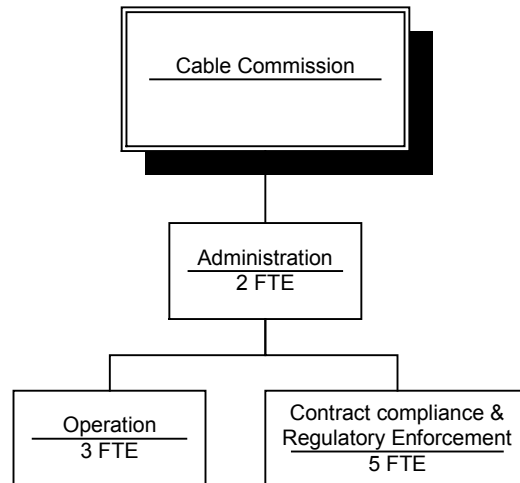 Cable Commission
Administration
2 FTE
Operation
3 FTE
Contract compliance &
Regulatory Enforcement
5 FTE